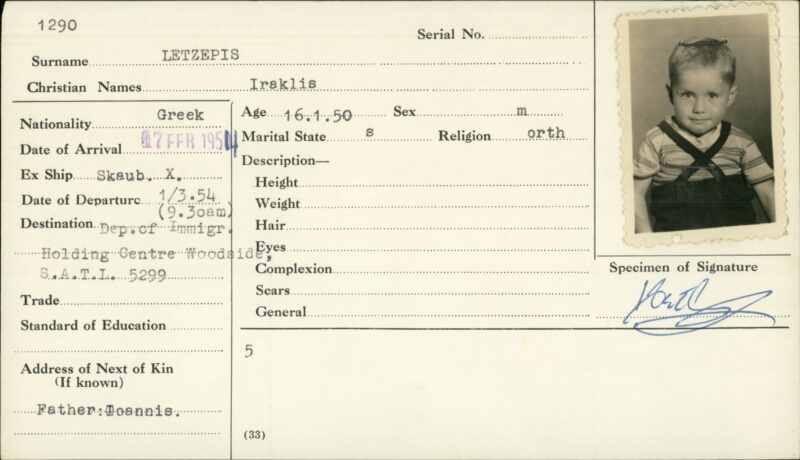 1290
Serial No.
Surname LETZEPIS
Christian Names Iraklis
Nationality Greek
Age 16.1.50 Sex m
Date of Arrival 17 FEB 1954
Marital State s Religion orth
Ex Ship Skaub. X.
Description—
Date of Departure 1/3.54
(9.30am)
Height
Destination Dep.of Immigr.
Weight
Hair
Holding Centre Woodside,
Eyes
S.A.T.L. 5299
Complexion
Trade
Scars
Standard of Education
General
Specimen of Signature
5
Address of Next of Kin
(If known)
Father: Ioannis.
(33)